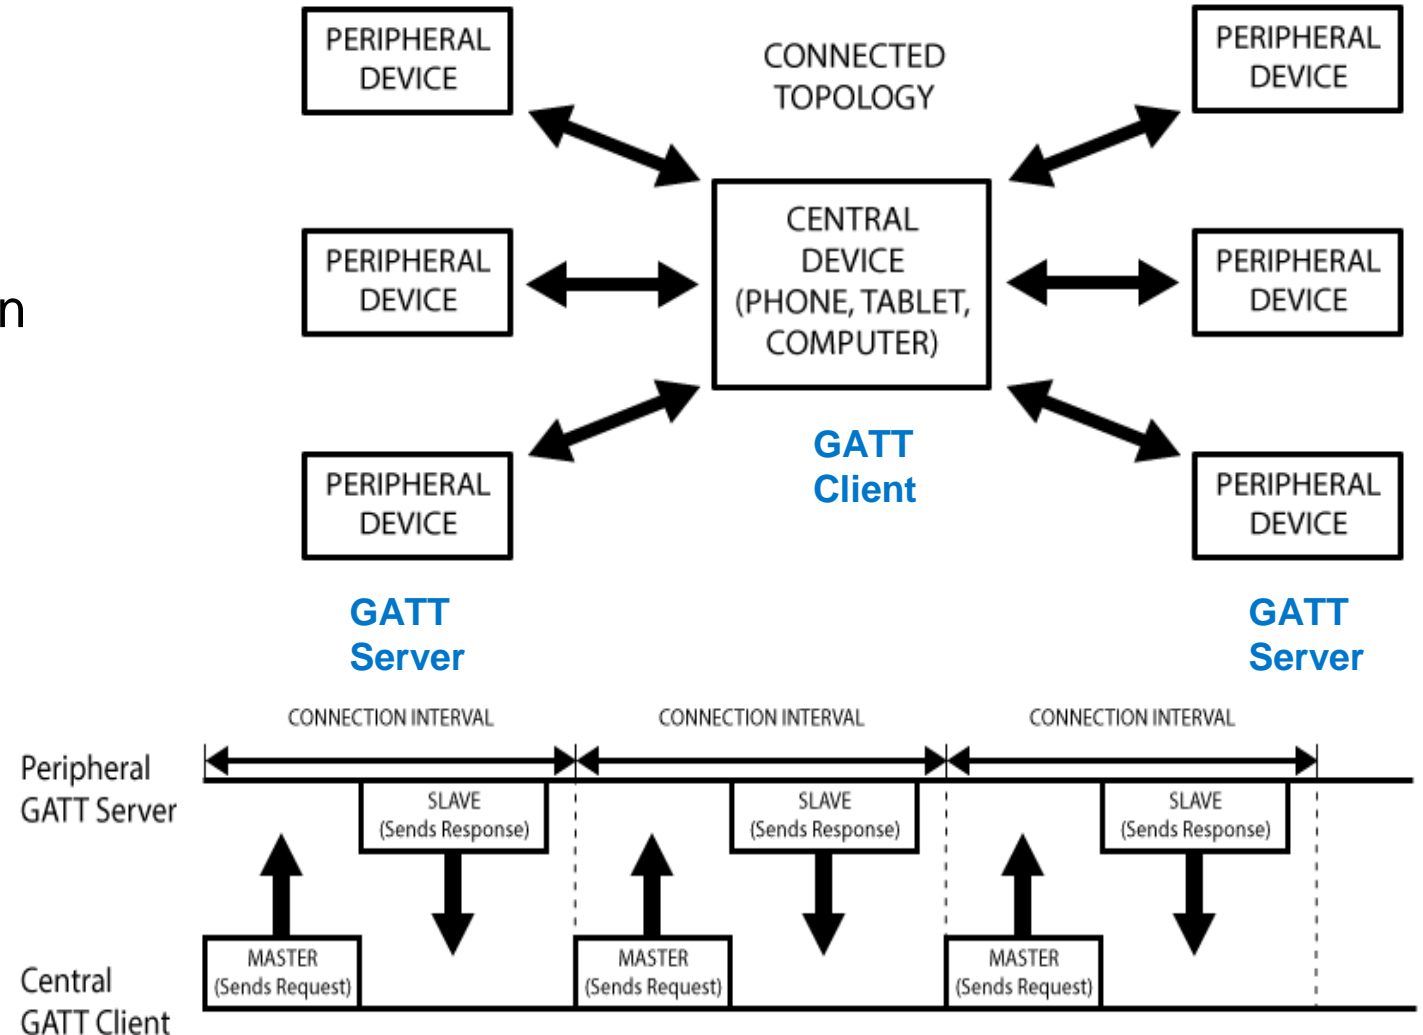 PERIPHERAL
DEVICE
CONNECTED
TOPOLOGY
PERIPHERAL
DEVICE
PERIPHERAL
DEVICE
CENTRAL
DEVICE
(PHONE, TABLET,
COMPUTER)
PERIPHERAL
DEVICE
n
GATT
Client
PERIPHERAL
DEVICE
PERIPHERAL
DEVICE
GATT
Server
GATT
Server
CONNECTION INTERVAL
CONNECTION INTERVAL
CONNECTION INTERVAL
Peripheral
GATT Server
SLAVE
(Sends Response)
SLAVE
(Sends Response)
SLAVE
(Sends Response)
MASTER
(Sends Request)
MASTER
(Sends Request)
MASTER
(Sends Request)
Central
GATT Client